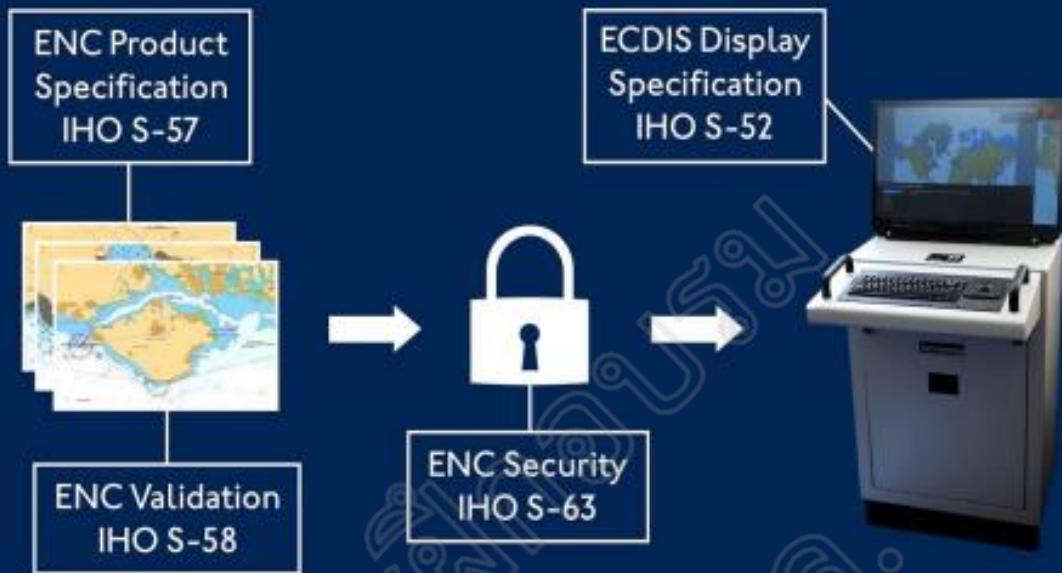 ENC Product
Specification
IHO S-57
ECDIS Display
Specification
IHO S-52
ENC Validation
IHO S-58
ENC Security
IHO S-63